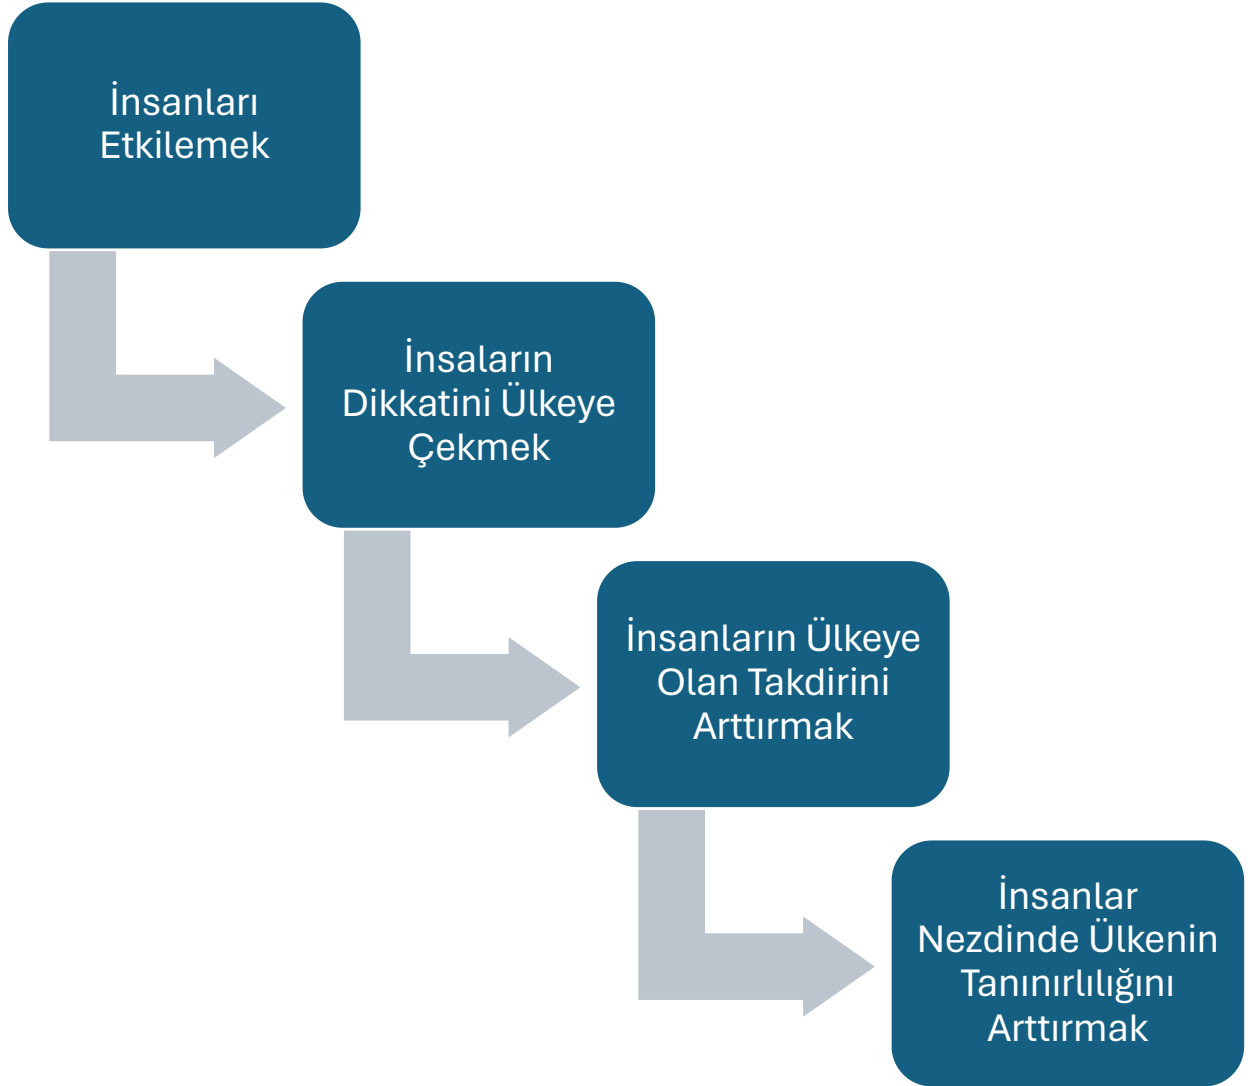 İnsanları
Etkilemek
İnsaların
Dikkatini Ülkeye
Çekmek
İnsanların Ülkeye
Olan Takdirini
Arttırmak
İnsanlar
Nezdinde Ülkenin
Tanınırlılığını
Arttırmak